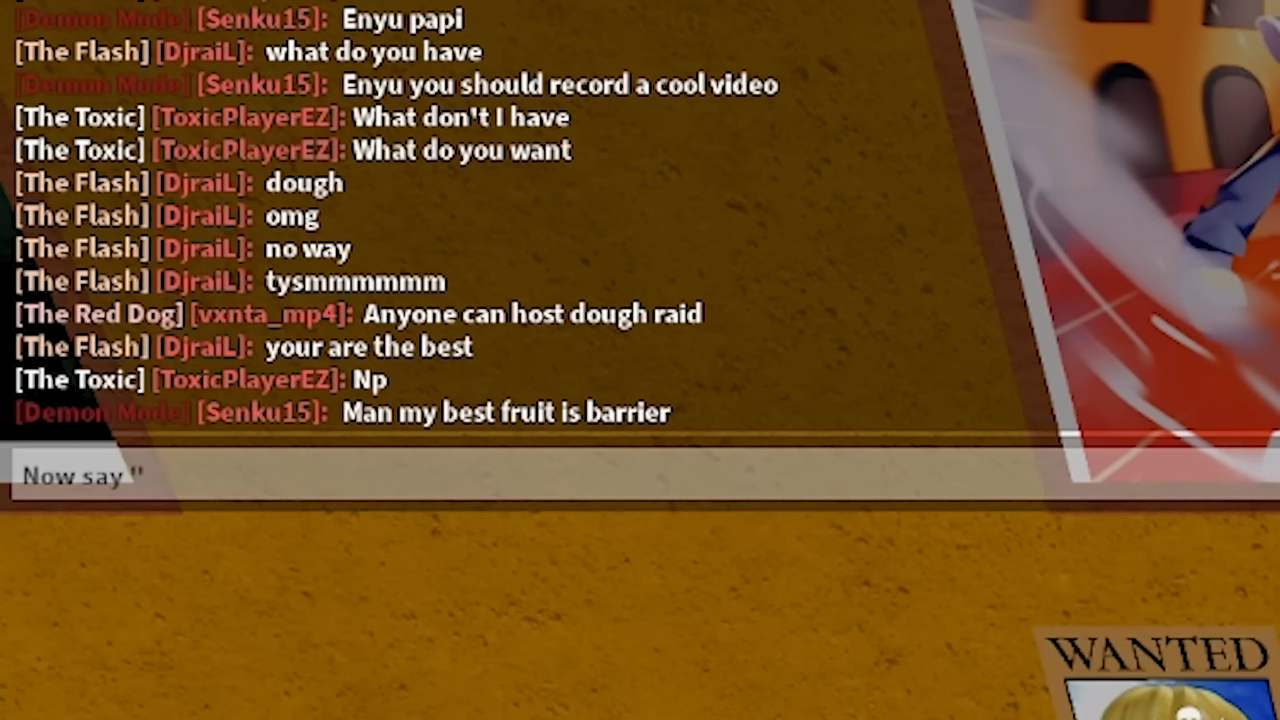 [Demon Mode] [Senku15]: Enyu papi
[The Flash] [DjraiL]: what do you have
[Demon Mode] [Senku15]: Enyu you should record a cool video
[The Toxic] [ToxicPlayerEZ]: What don't I have
[The Toxic] [ToxicPlayerEZ]: What do you want
[The Flash] [DjraiL]: dough
[The Flash] [DjraiL]: omg
[The Flash] [DjraiL]: no way
[The Flash] [DjraiL]: tysmmmmmm
[The Red Dog] [vxnta_mp4]: Anyone can host dough raid
[The Flash] [DjraiL]: your are the best
[The Toxic] [ToxicPlayerEZ]: Np
[Demon Mode] [Senku15]: Man my best fruit is barrier
Now say "
WANTED